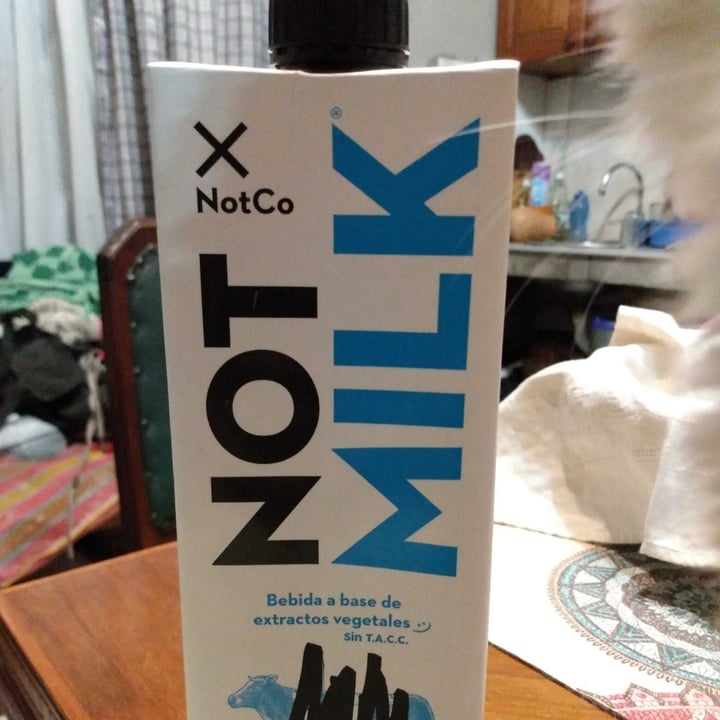 NotCo
NOT
MILK®
Bebida a base de
extractos vegetales
Sin T.A.C.C.